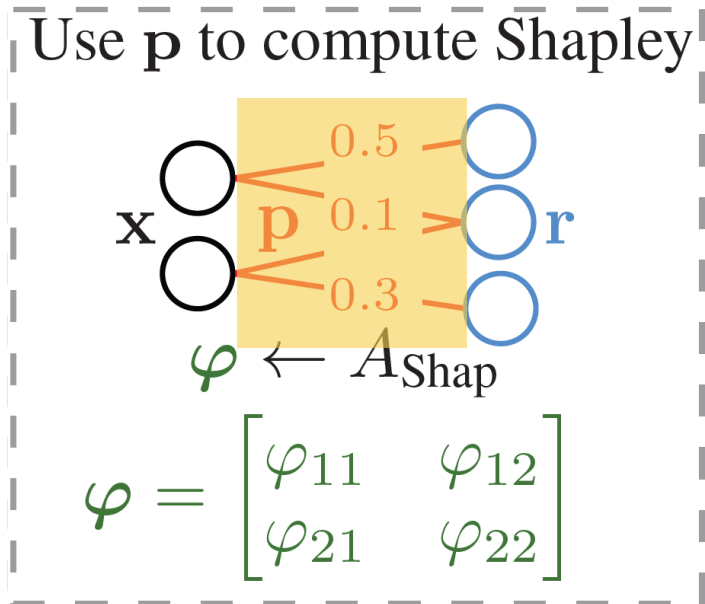 Use p to compute Shapley
0.5
x p 0.1 r
0.3
φ ← A_Shap
φ = [φ11 φ12
φ21 φ22]